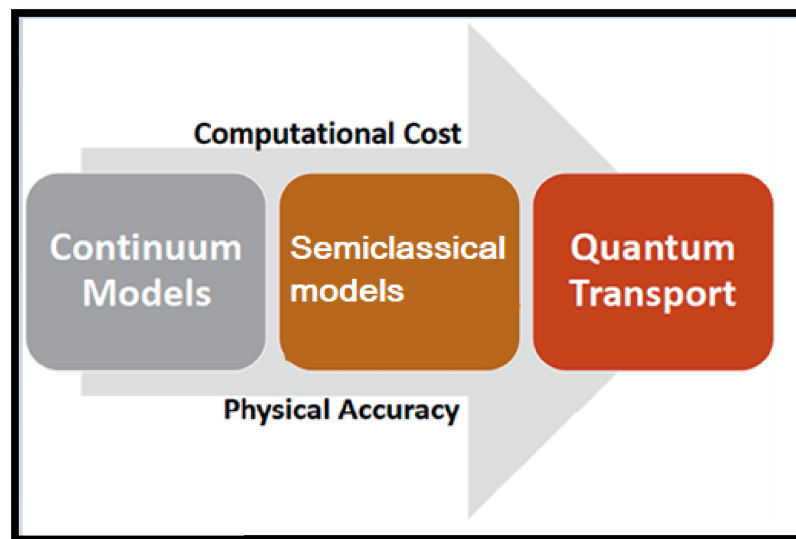 Computational Cost
Continuum
Models
Semiclassical
models
Quantum
Transport
Physical Accuracy